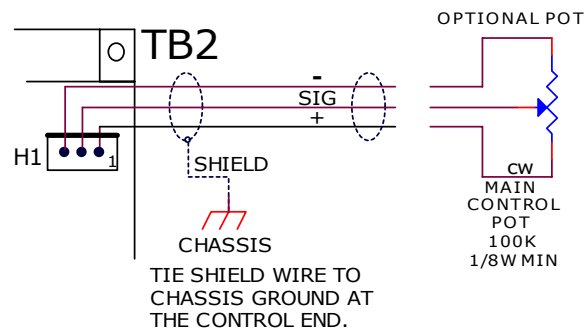 OPTIONAL POT
TB2
-
SIG
+
H1
1
SHIELD
CHASSIS
CW
MAIN
CONTROL
POT
100K
1/8W MIN
TIE SHIELD WIRE TO
CHASSIS GROUND AT
THE CONTROL END.